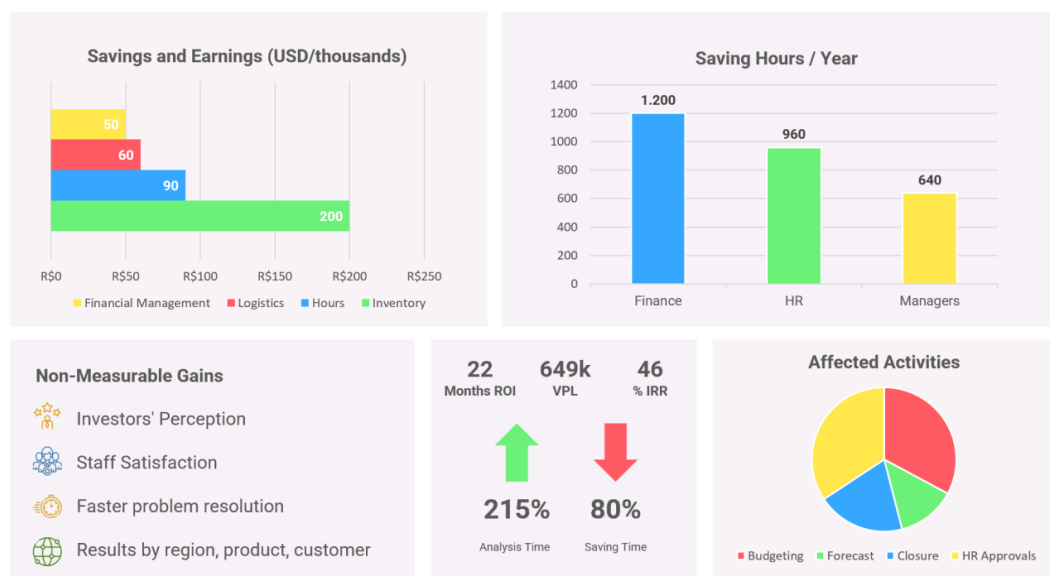 Savings and Earnings (USD/thousands)
50
60
90
200
R$0 R$50 R$100 R$150 R$200 R$250
Financial Management Logistics Hours Inventory
Saving Hours / Year
1400
1200
1000
800
600
400
200
0
1.200
960
640
Finance HR Managers
Non-Measurable Gains
Investors' Perception
Staff Satisfaction
Faster problem resolution
Results by region, product, customer
22 649k 46
Months ROI VPL % IRR
215% 80%
Analysis Time Saving Time
Affected Activities
Budgeting Forecast Closure HR Approvals